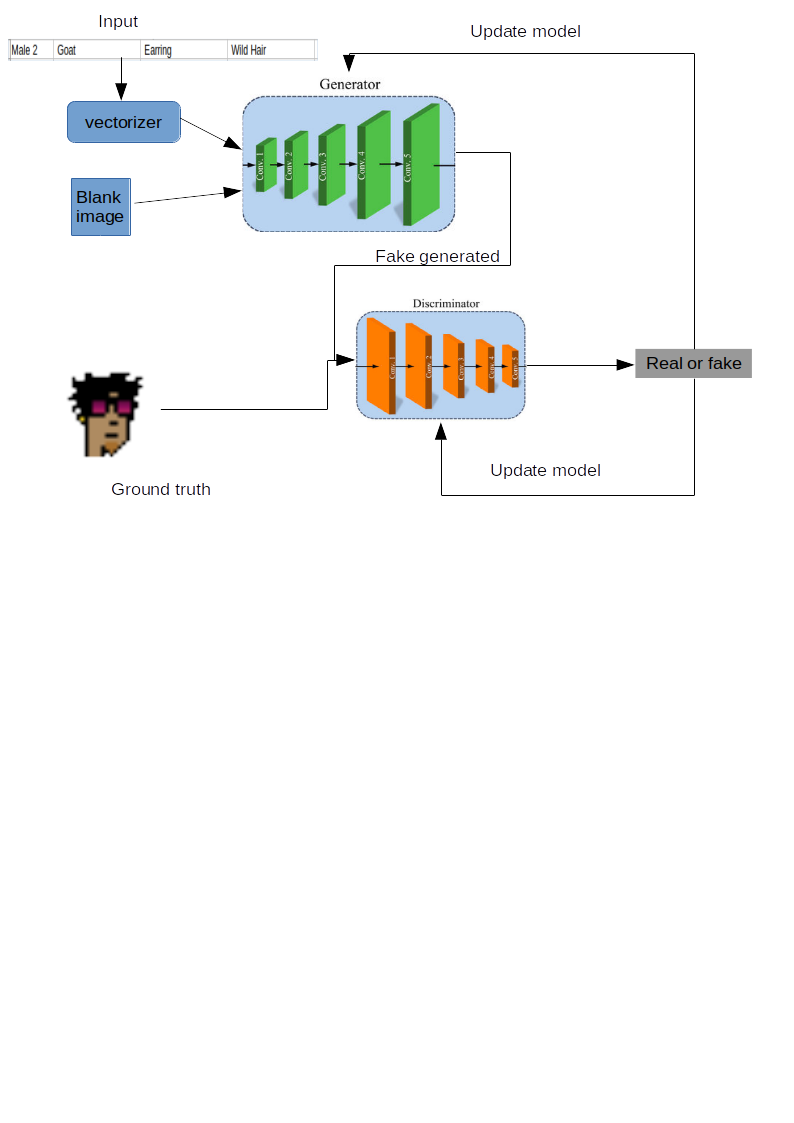 Input
Update model
Male 2 Goat Earring Wild Hair
Generator
vectorizer
Conv. 1 Conv. 2 Conv. 3 Conv. 4 Conv. 5
Blank
image
Fake generated
Discriminator
Conv. 1 Conv. 2 Conv. 3 Conv. 4 Conv. 5
Real or fake
Update model
Ground truth